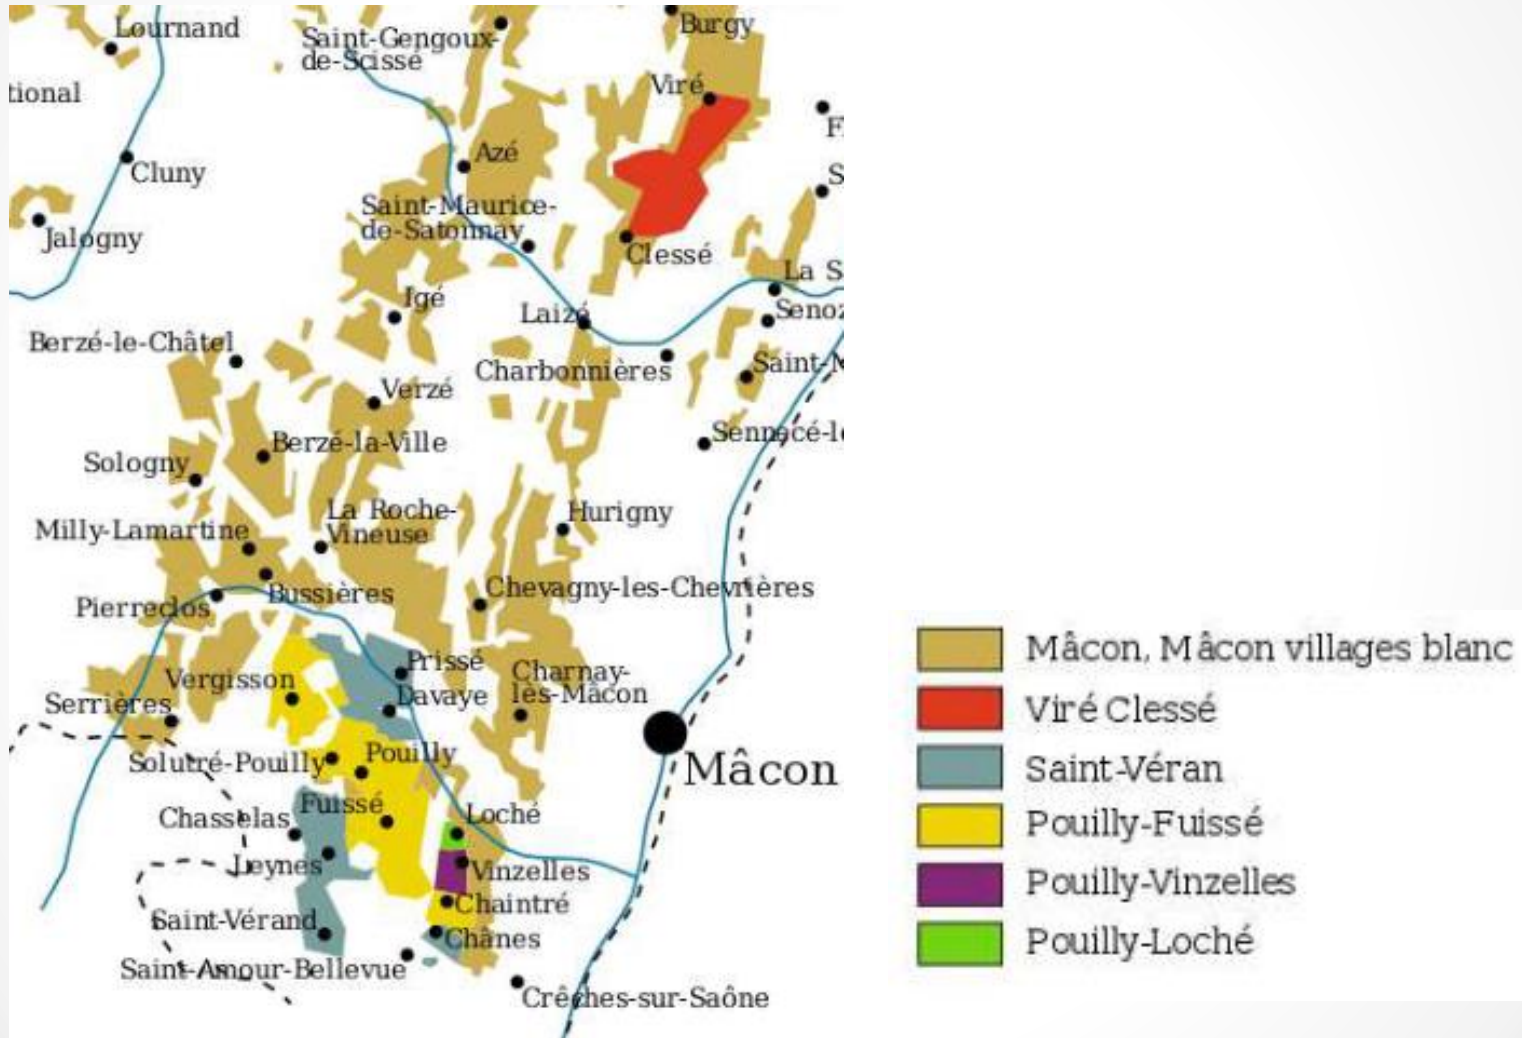 Lournand
Saint-Gengoux-
de-Scissé
Burgy
tional
Viré
F
Azé
Cluny
S
Saint-Maurice-
de-Satonnay
Jalogny
Clessé
La S
Igé
Laizé
Senoz
Berzé-le-Châtel
Charbonnières
Saint-M
Verzé
Sennecé-le
Berzé-la-Ville
Sologny
La Roche-
Vineuse
Hurigny
Milly-Lamartine
Chevagny-les-Chevrières
Bussières
Pierreclos
Prissé
Charnay-
lès-Mâcon
Vergisson
Davaye
Serrières
Pouilly
Solutré-Pouilly
Mâcon
Fuissé
Chasselas
Loché
Leynes
Vinzelles
Chaintré
Saint-Vérand
Chânes
Saint-Amour-Bellevue
Crêches-sur-Saône
Mâcon, Mâcon villages blanc
Viré Clessé
Saint-Véran
Pouilly-Fuissé
Pouilly-Vinzelles
Pouilly-Loché